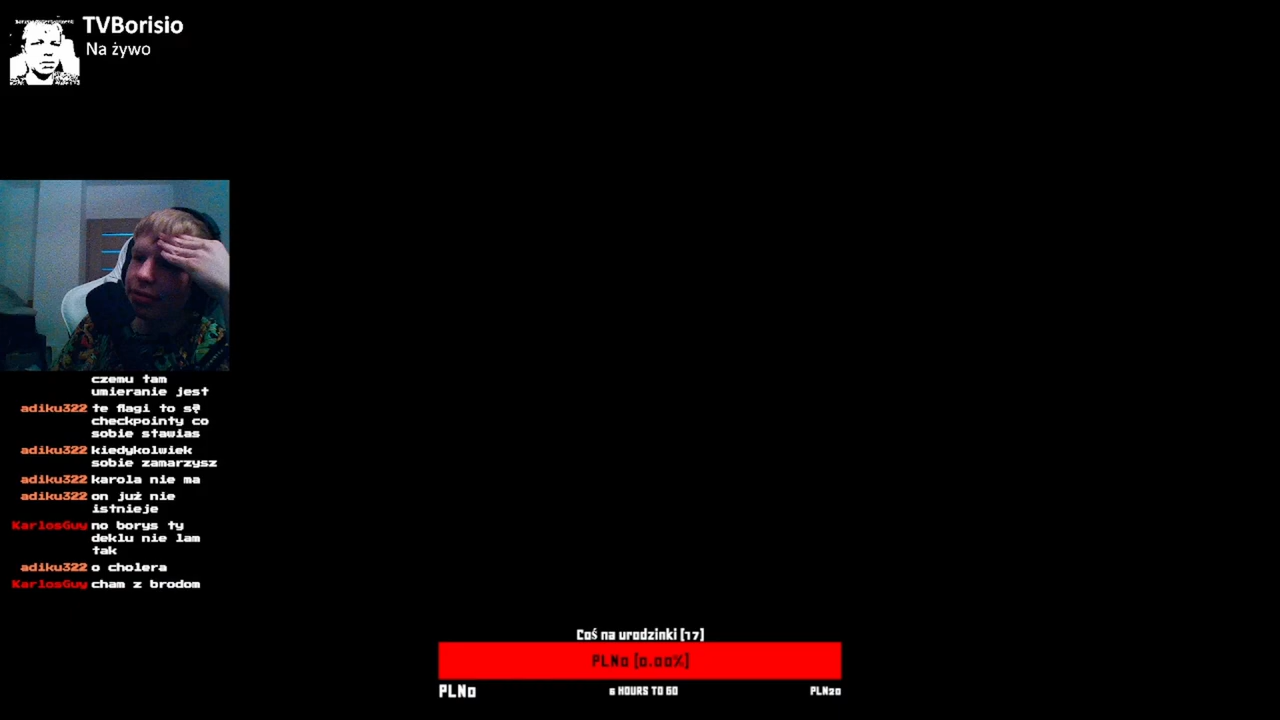 TVBorisio
Na żywo
czemu tam
umieranie jest
adiku322 te flagi to są
checkpointy co
sobie stawias
adiku322 kiedykolwiek
sobie zamarzysz
adiku322 karola nie ma
adiku322 on już nie
istnieje
KarlosGuy no borys ty
deklu nie lam
tak
adiku322 o cholera
KarlosGuy cham z brodom
Coś na urodzinki [17]
PLN0 [0.00%]
PLN0
6 HOURS TO GO
PLN20